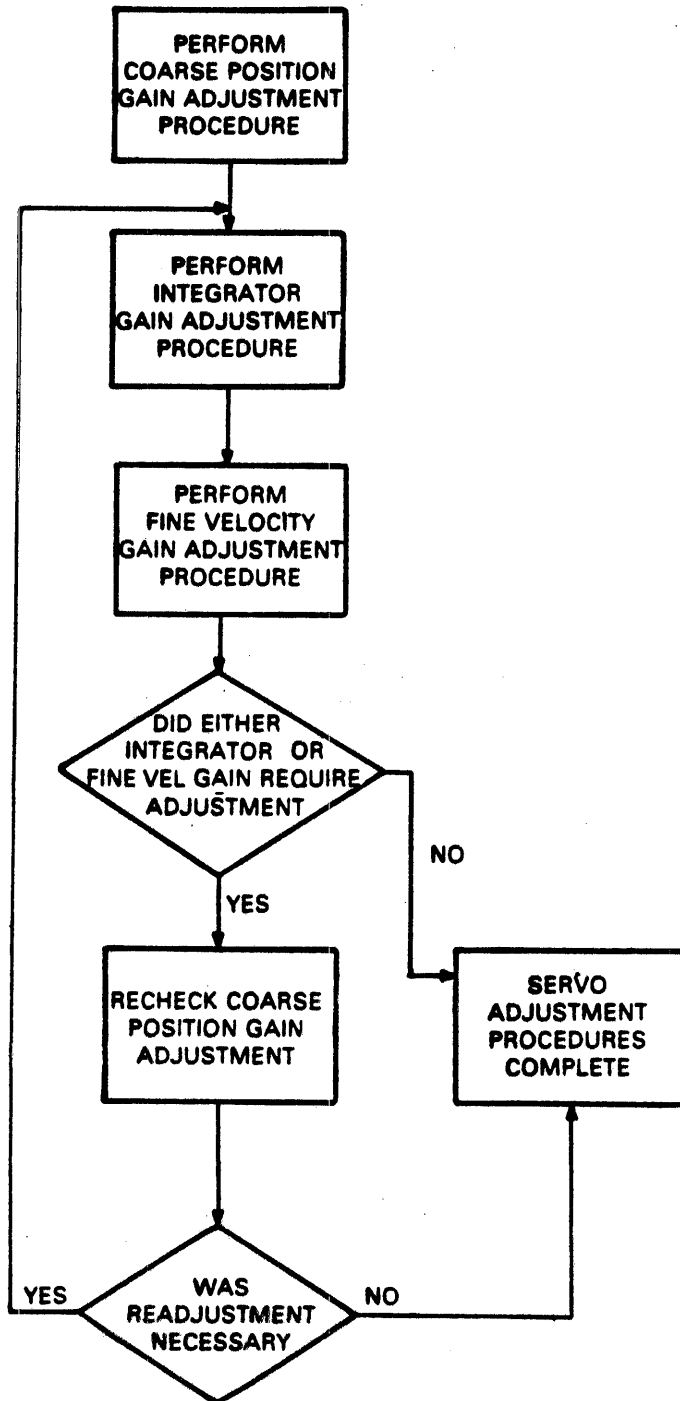 PERFORM
COARSE POSITION
GAIN ADJUSTMENT
PROCEDURE
PERFORM
INTEGRATOR
GAIN ADJUSTMENT
PROCEDURE
PERFORM
FINE VELOCITY
GAIN ADJUSTMENT
PROCEDURE
DID EITHER
INTEGRATOR OR
FINE VEL GAIN REQUIRE
ADJUSTMENT
NO
YES
RECHECK COARSE
POSITION GAIN
ADJUSTMENT
SERVO
ADJUSTMENT
PROCEDURES
COMPLETE
YES
WAS
READJUSTMENT
NECESSARY
NO